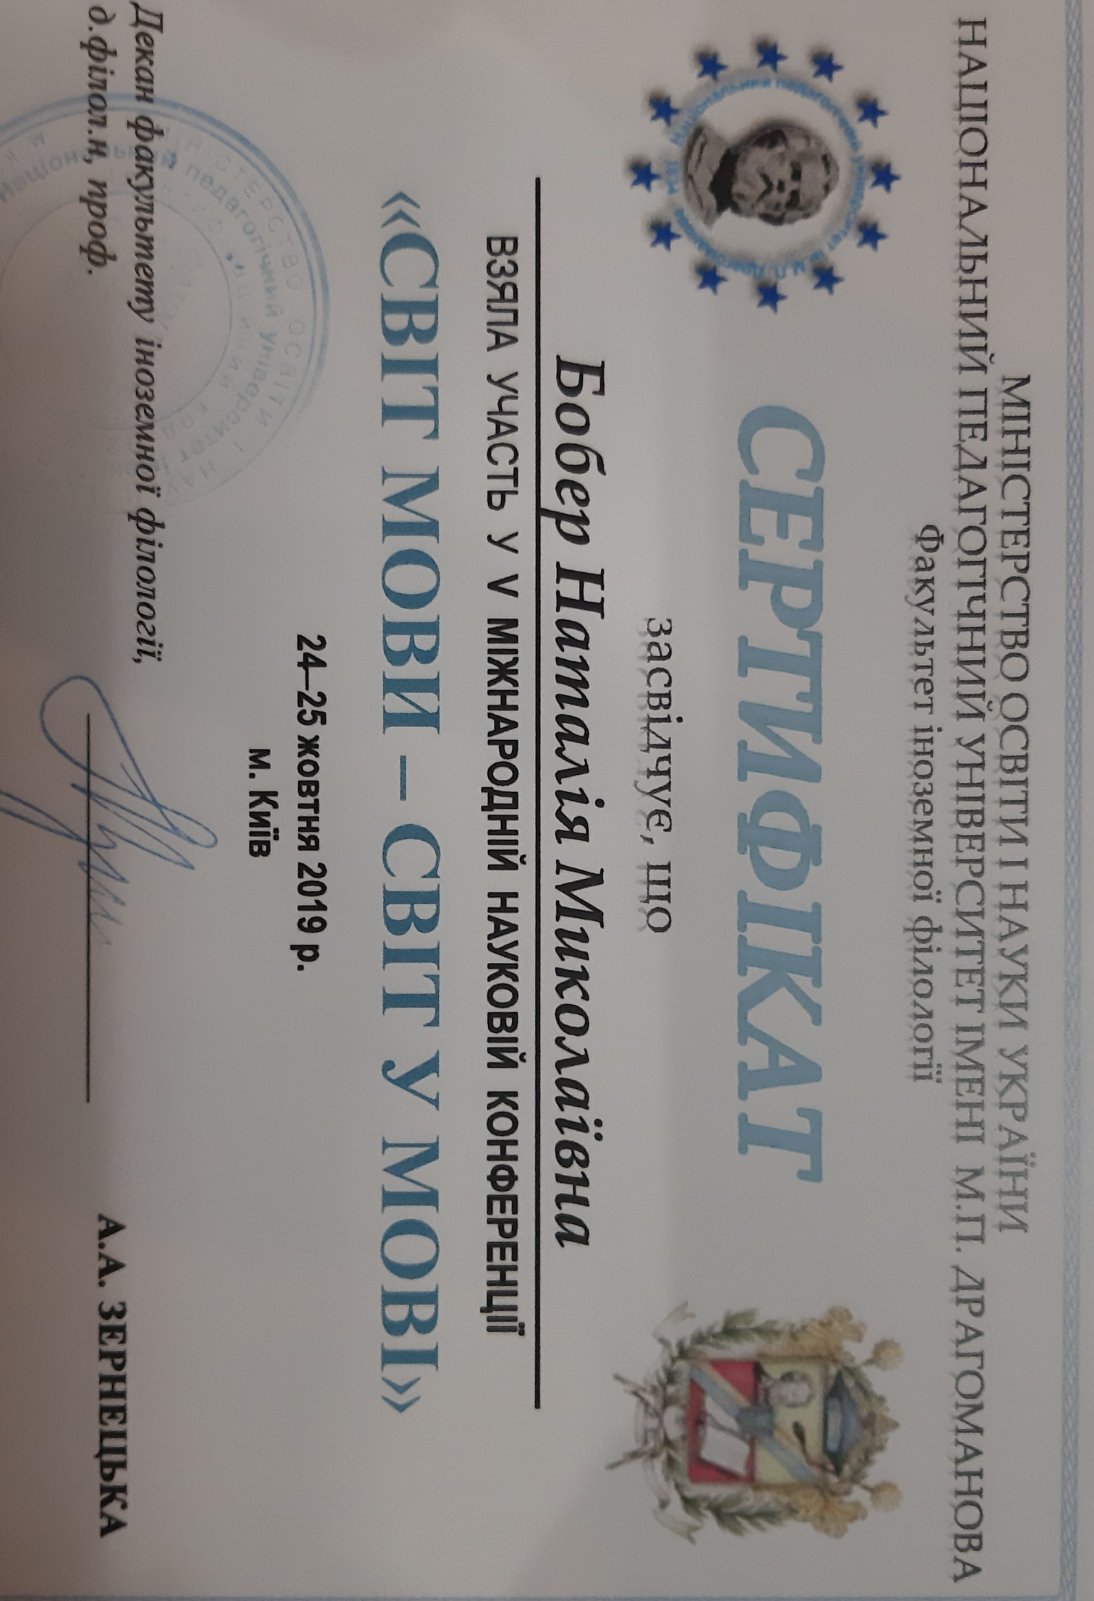 МІНІСТЕРСТВО ОСВІТИ І НАУКИ УКРАЇНИ
НАЦІОНАЛЬНИЙ ПЕДАГОГІЧНИЙ УНІВЕРСИТЕТ ІМЕНІ М.П. ДРАГОМАНОВА
Факультет іноземної філології
СЕРТИФІКАТ
засвідчує, що
Бобер Наталія Миколаївна
ВЗЯЛА УЧАСТЬ У V МІЖНАРОДНІЙ НАУКОВІЙ КОНФЕРЕНЦІЇ
«СВІТ МОВИ – СВІТ У МОВІ»
24–25 жовтня 2019 р.
м. Київ
Декан факультету іноземної філології,
д.філол.н, проф.
А.А. ЗЕРНЕЦЬКА